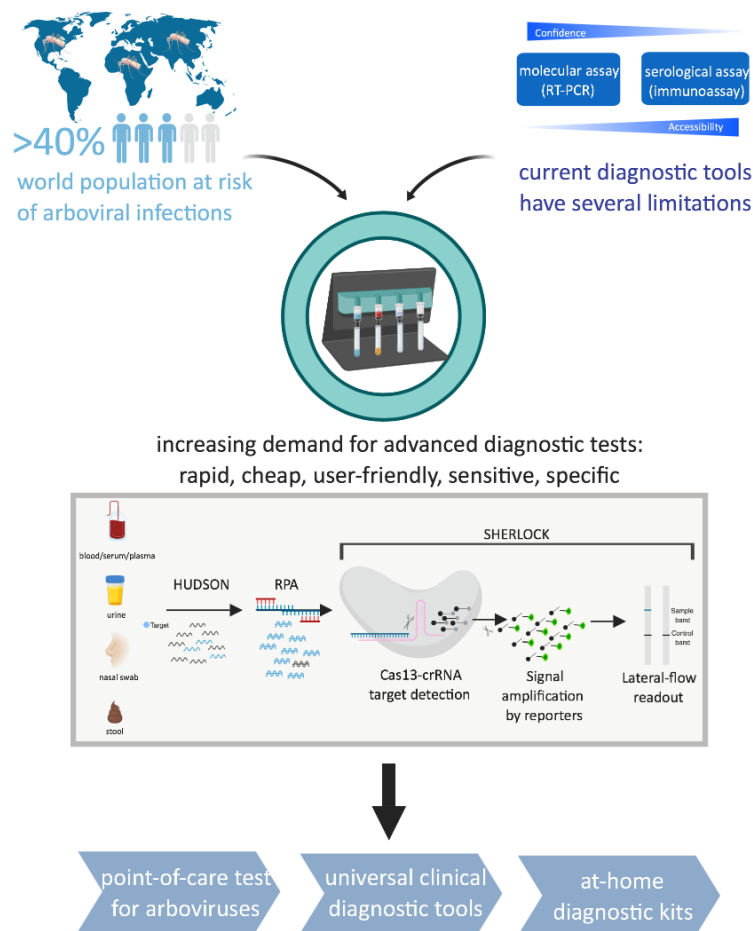 >40%
world population at risk
of arboviral infections
Confidence
molecular assay
(RT-PCR)
serological assay
(immunoassay)
Accessibility
current diagnostic tools
have several limitations
increasing demand for advanced diagnostic tests:
rapid, cheap, user-friendly, sensitive, specific
blood/serum/plasma
urine
nasal swab
stool
HUDSON
Target
RPA
SHERLOCK
Cas13-crRNA
target detection
Signal
amplification
by reporters
Sample
band
Control
band
Lateral-flow
readout
point-of-care test
for arboviruses
universal clinical
diagnostic tools
at-home
diagnostic kits